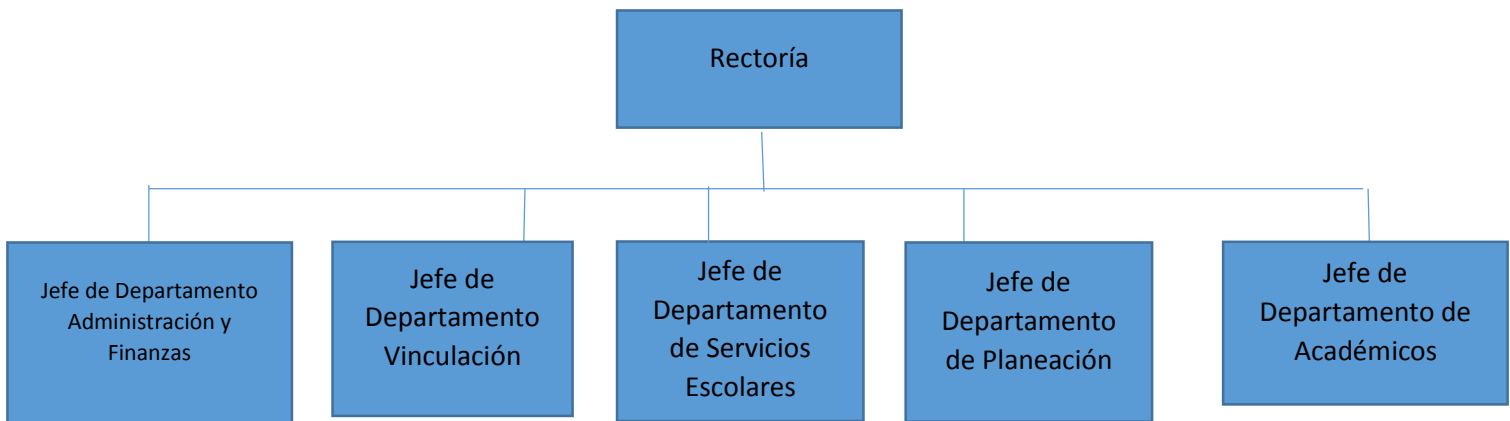 Rectoría
Jefe de Departamento
Administración y
Finanzas
Jefe de
Departamento
Vinculación
Jefe de
Departamento
de Servicios
Escolares
Jefe de
Departamento
de Planeación
Jefe de
Departamento de
Académicos